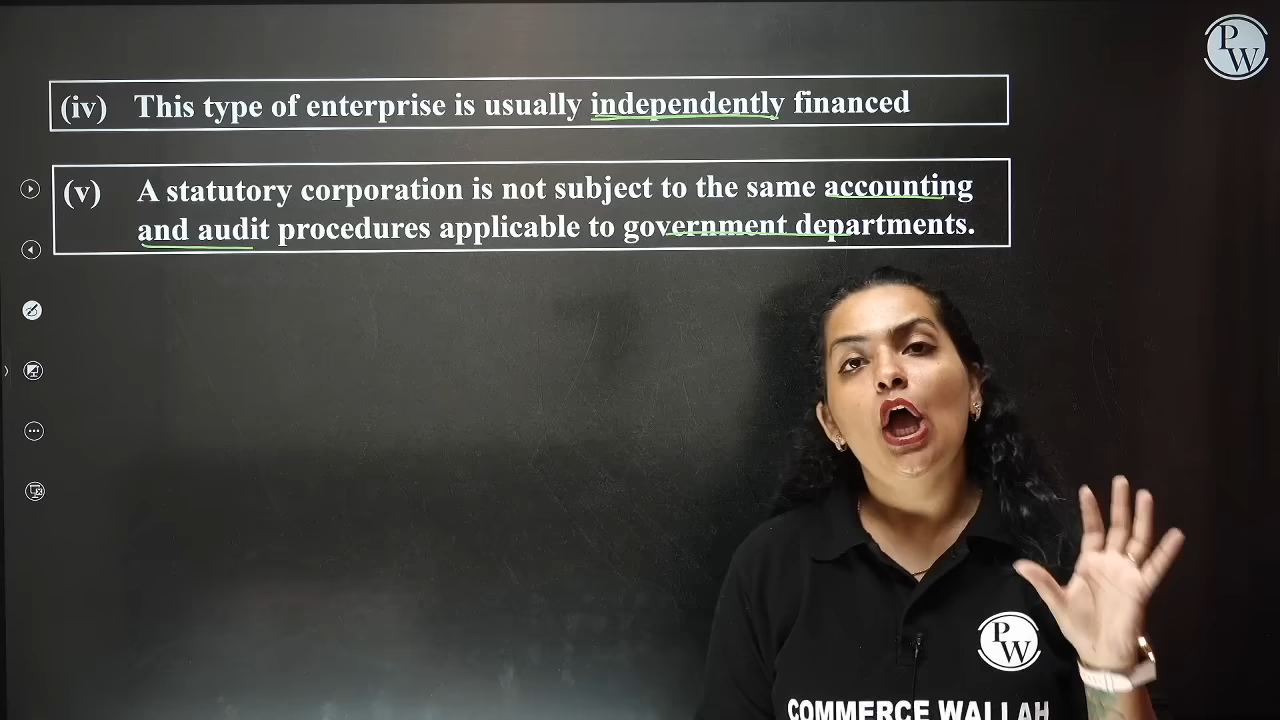 PW
(iv) This type of enterprise is usually independently financed
(v) A statutory corporation is not subject to the same accounting
and audit procedures applicable to government departments.
PW
COMMERCE WALLAH